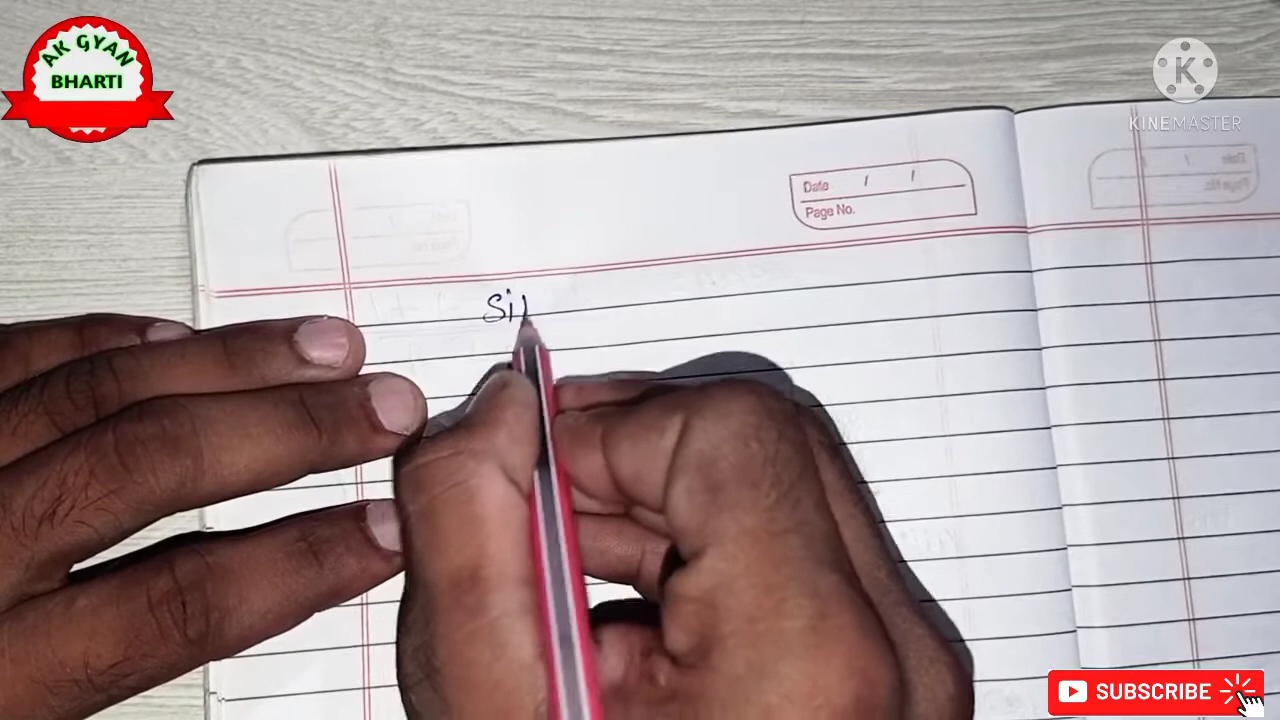 AK GYAN
BHARTI
KINEMASTER
Date / /
Page No.
Si
SUBSCRIBE